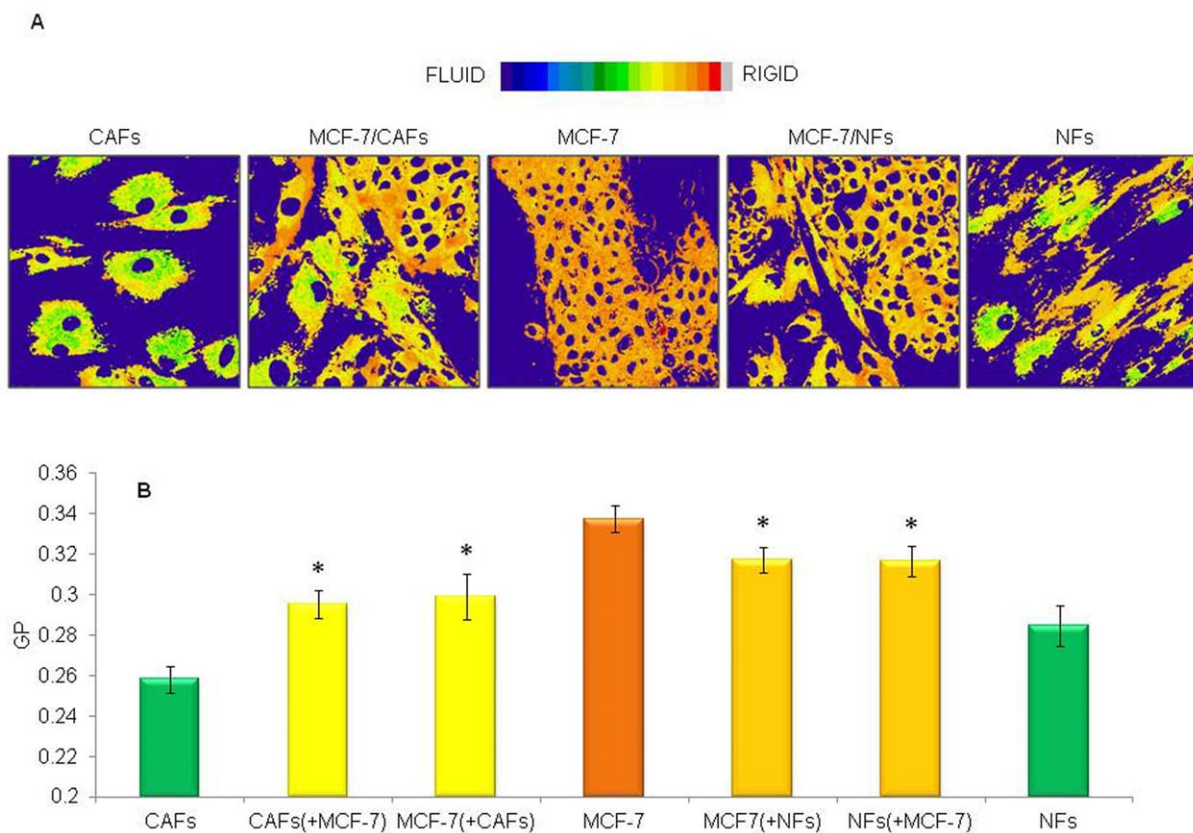 A
FLUID RIGID
CAFs MCF-7/CAFs MCF-7 MCF-7/NFs NFs
B
0.36
0.34
0.32
0.3
0.28
0.26
0.24
0.22
0.2
GP
* * * *
CAFs CAFs(+MCF-7) MCF-7(+CAFs) MCF-7 MCF7(+NFs) NFs(+MCF-7) NFs